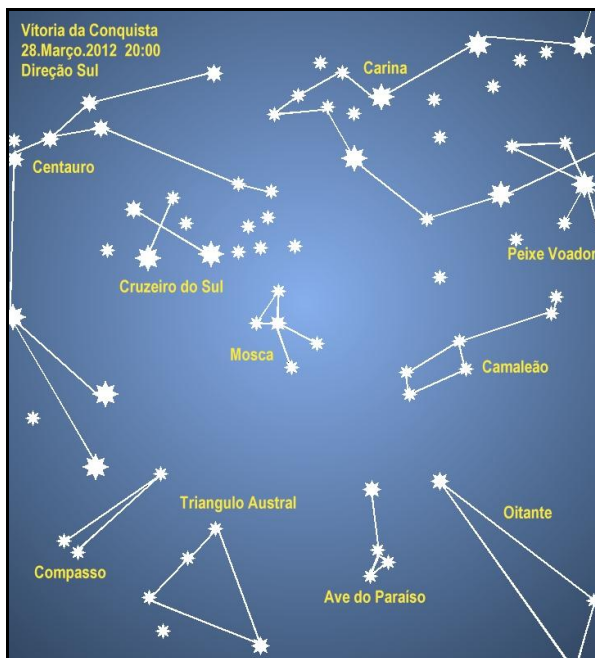 Vitoria da Conquista
28.Março.2012 20:00
Direção Sul
Carina
Centauro
Peixe Voador
Cruzeiro do Sul
Mosca
Camaleão
Triangulo Austral
Oitante
Compasso
Ave do Paraíso